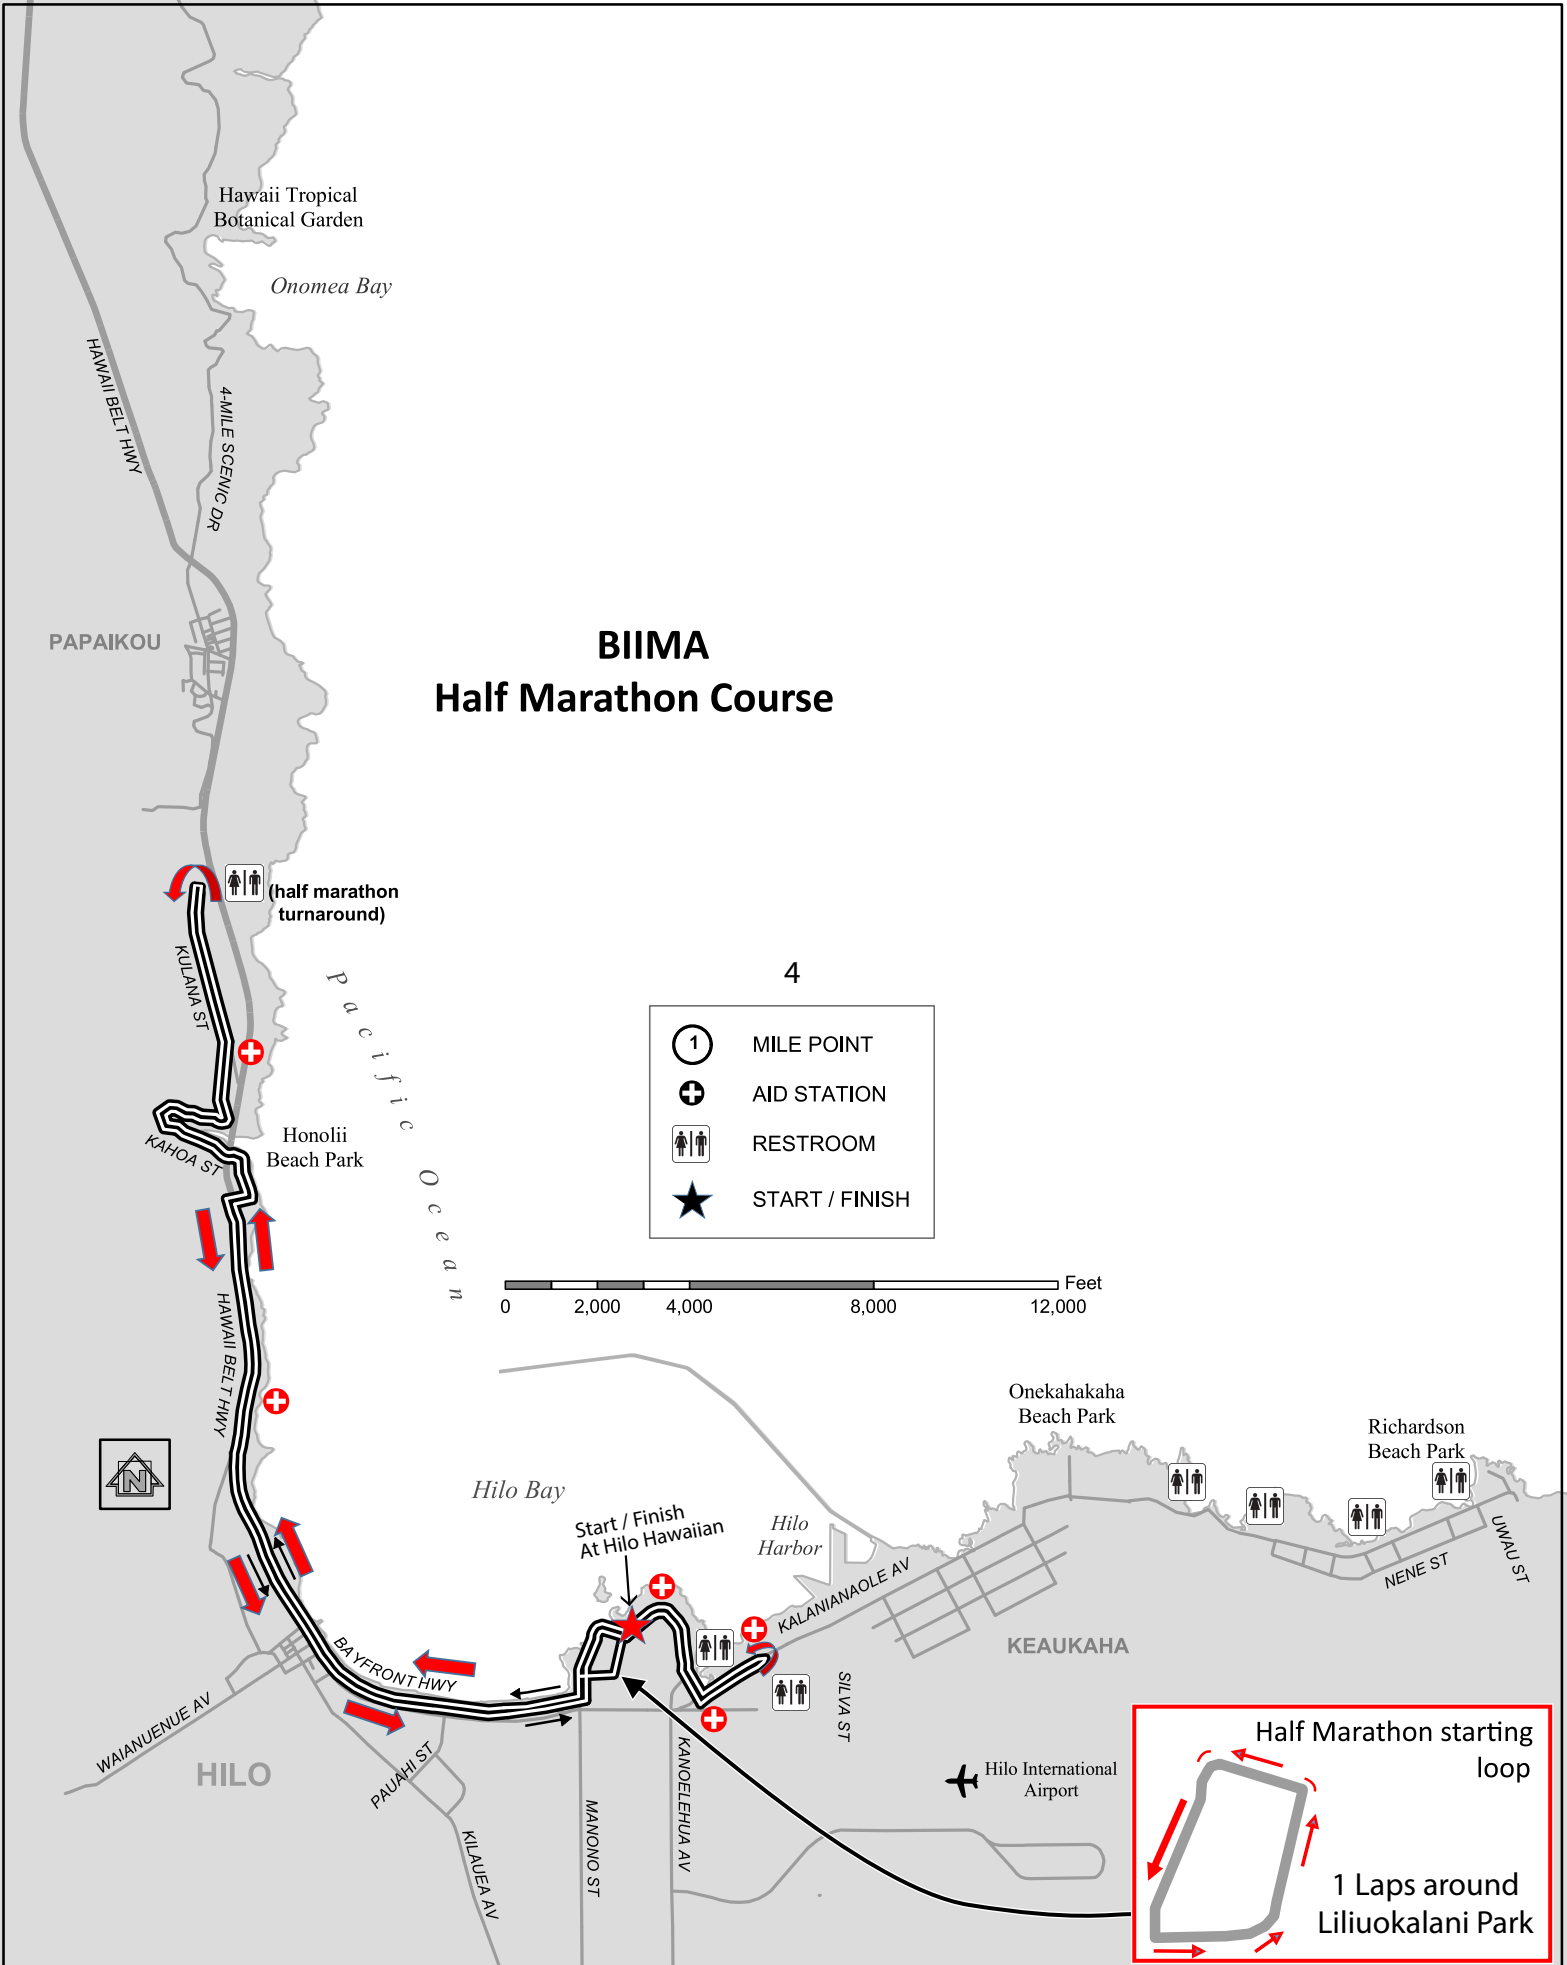 Hawaii Tropical
Botanical Garden
Onomea Bay
HAWAII BELT HWY
4-MILE SCENIC DR
PAPAIKOU
BIIMA
Half Marathon Course
(half marathon
turnaround)
KULANA ST
Pacific Ocean
4
1 MILE POINT
AID STATION
RESTROOM
START / FINISH
KAHOA ST
Honolii
Beach Park
Feet
0 2,000 4,000 8,000 12,000
HAWAII BELT HWY
N
Hilo Bay
Start / Finish
At Hilo Hawaiian
Hilo
Harbor
Onekahakaha
Beach Park
Richardson
Beach Park
KALANIANAOLE AV
NENE ST
UWAU ST
KEAUKAHA
BAYFRONT HWY
WAIANUENUE AV
HILO
PAUAHI ST
KILAUEA AV
MANONO ST
KANOELEHUA AV
SILVA ST
Hilo International
Airport
Half Marathon starting
loop
1 Laps around
Liliuokalani Park